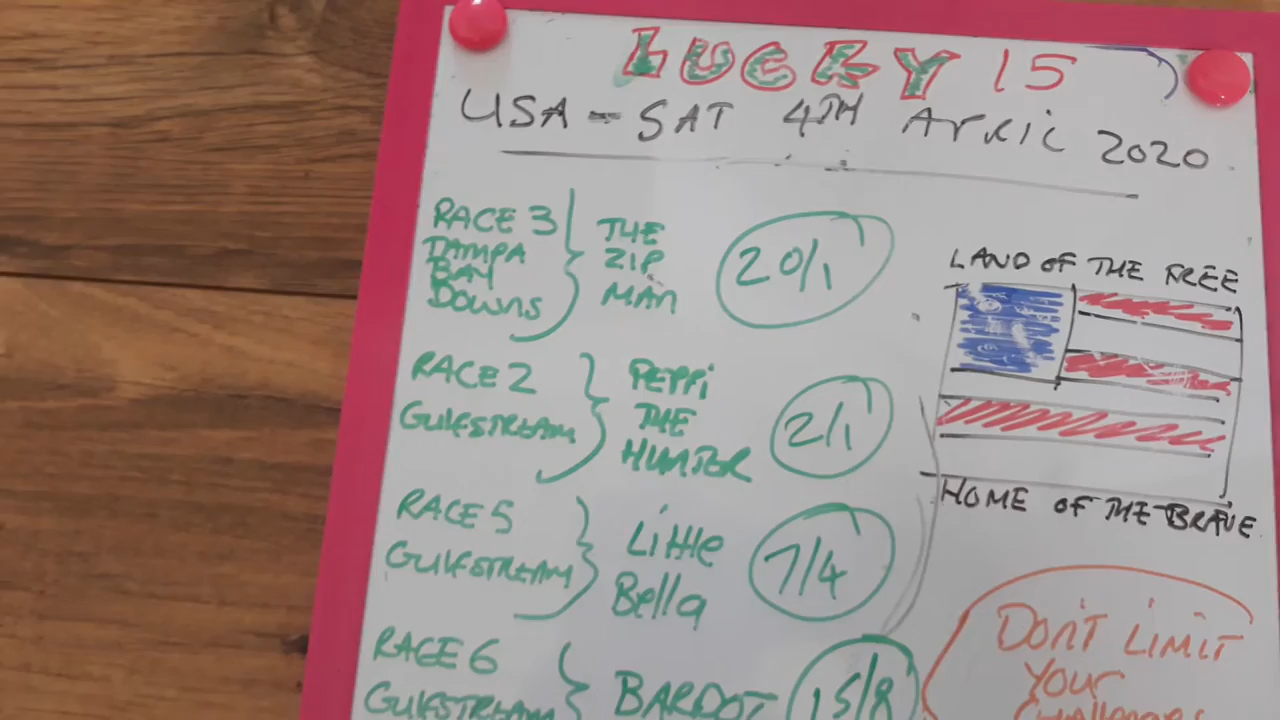 LUCKY 15
USA - SAT 4TH APRIL 2020
RACE 3
TAMPA
BAY
DOWNS
THE
ZIP
MAN
20/1
RACE 2
GULFSTREAM
PEPPI
THE
HUNTER
2/1
RACE 5
GULFSTREAM
Little
Bella
7/4
RACE 6
GULFSTREAM
BARDOT
15/8
LAND OF THE FREE
HOME OF THE BRAVE
DON'T LIMIT
YOUR